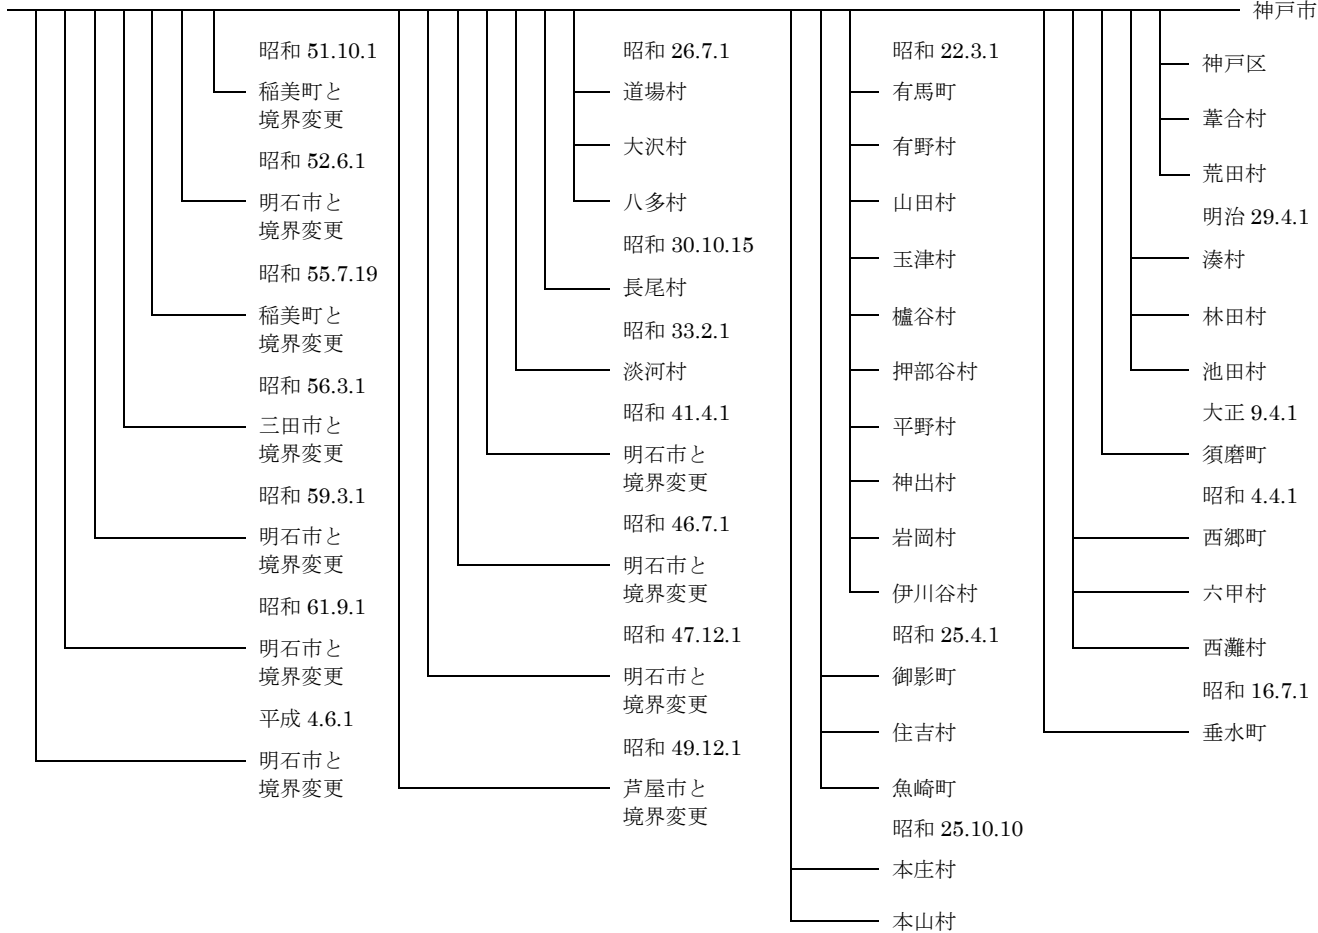 神戸市
神戸区
葺合村
荒田村
明治 29.4.1
湊村
林田村
池田村
大正 9.4.1
須磨町
昭和 4.4.1
西郷町
六甲村
西灘村
昭和 16.7.1
垂水町
昭和 22.3.1
有馬町
有野村
山田村
玉津村
櫨谷村
押部谷村
平野村
神出村
岩岡村
伊川谷村
昭和 25.4.1
御影町
住吉村
魚崎町
昭和 25.10.10
本庄村
本山村
昭和 26.7.1
道場村
大沢村
八多村
昭和 30.10.15
長尾村
昭和 33.2.1
淡河村
昭和 41.4.1
明石市と
境界変更
昭和 46.7.1
明石市と
境界変更
昭和 47.12.1
明石市と
境界変更
昭和 49.12.1
芦屋市と
境界変更
昭和 51.10.1
稲美町と
境界変更
昭和 52.6.1
明石市と
境界変更
昭和 55.7.19
稲美町と
境界変更
昭和 56.3.1
三田市と
境界変更
昭和 59.3.1
明石市と
境界変更
昭和 61.9.1
明石市と
境界変更
平成 4.6.1
明石市と
境界変更